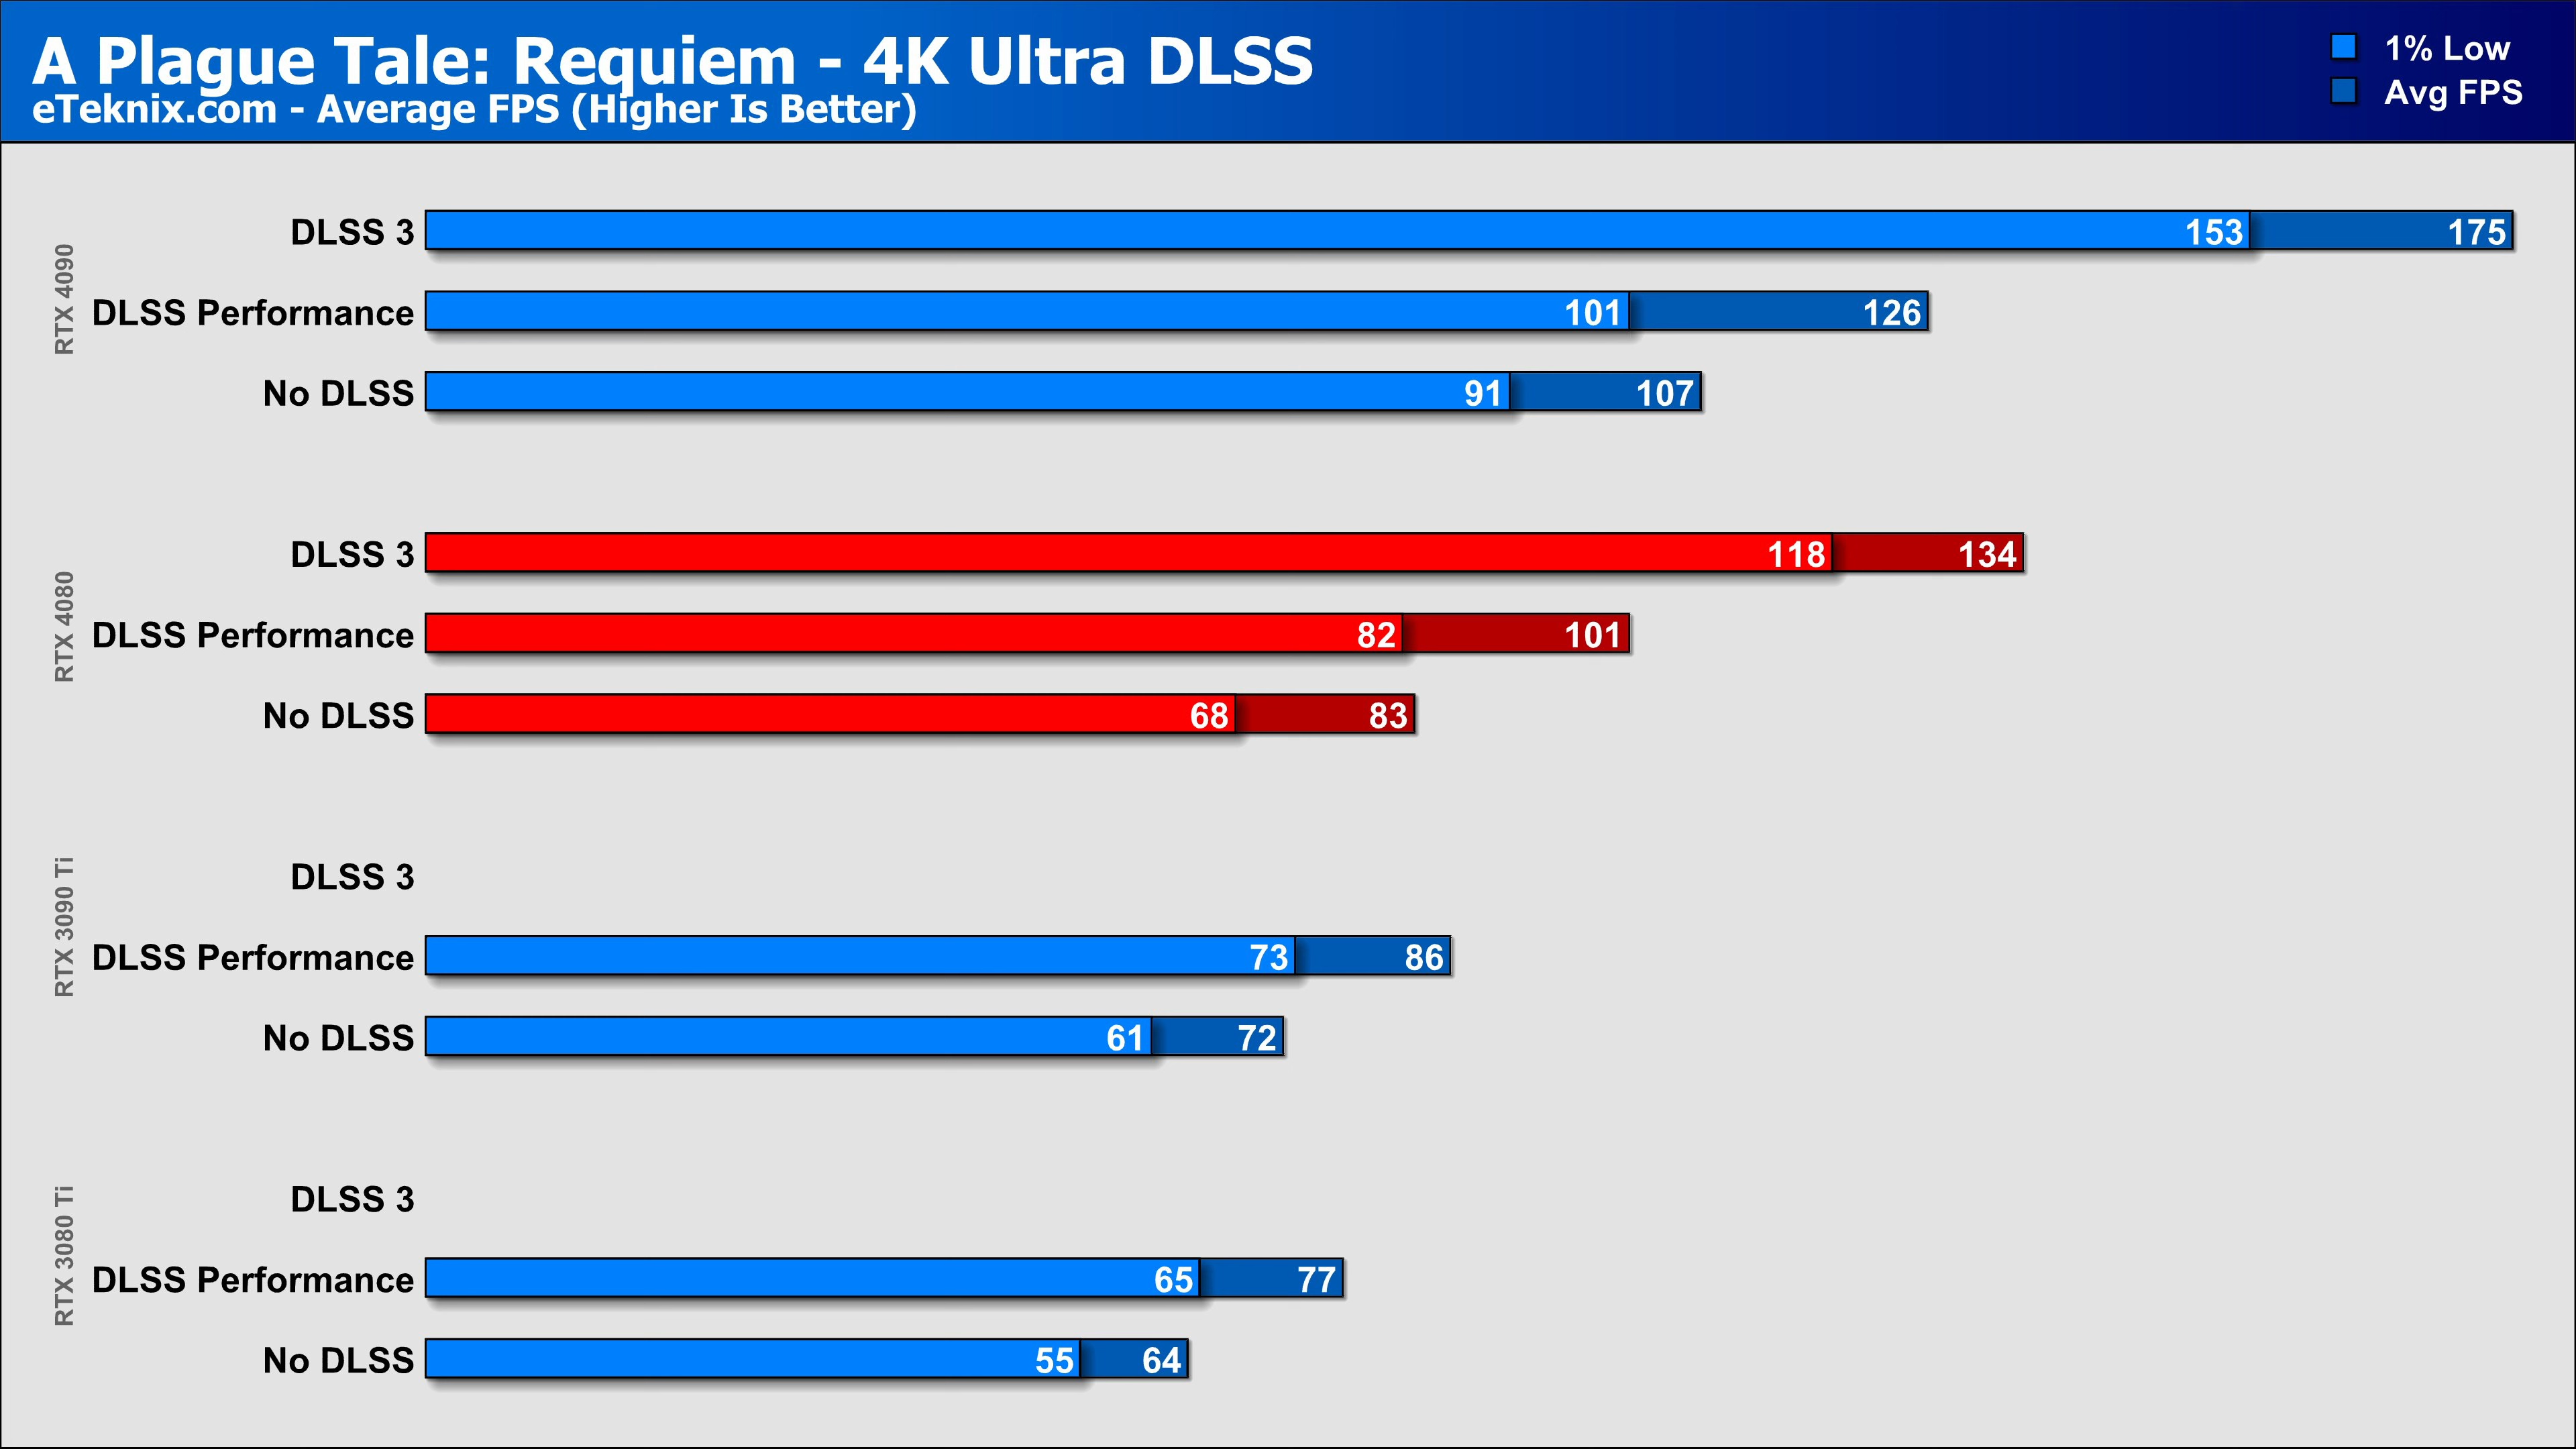 A Plague Tale: Requiem - 4K Ultra DLSS
eTeknix.com - Average FPS (Higher Is Better)
1% Low
Avg FPS
RTX 4090
DLSS 3 153 175
DLSS Performance 101 126
No DLSS 91 107
RTX 4080
DLSS 3 118 134
DLSS Performance 82 101
No DLSS 68 83
RTX 3090 Ti
DLSS 3
DLSS Performance 73 86
No DLSS 61 72
RTX 3080 Ti
DLSS 3
DLSS Performance 65 77
No DLSS 55 64